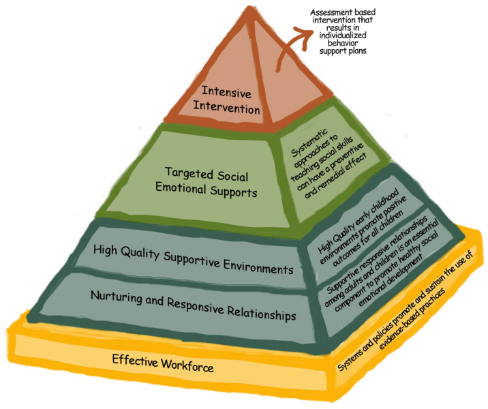 Assessment based
intervention that
results in
individualized
behavior
support plans
Intensive
Intervention
Targeted Social
Emotional Supports
Systematic
approaches to
teaching social skills
can have a preventive
and remedial effect
High Quality Supportive Environments
High Quality early childhood
environments promote positive
outcomes for all children
Nurturing and Responsive Relationships
Supportive responsive relationships
among adults and children is an essential
component to promote healthy social
emotional development
Effective Workforce
Systems and policies promote and sustain the use of
evidence-based practices